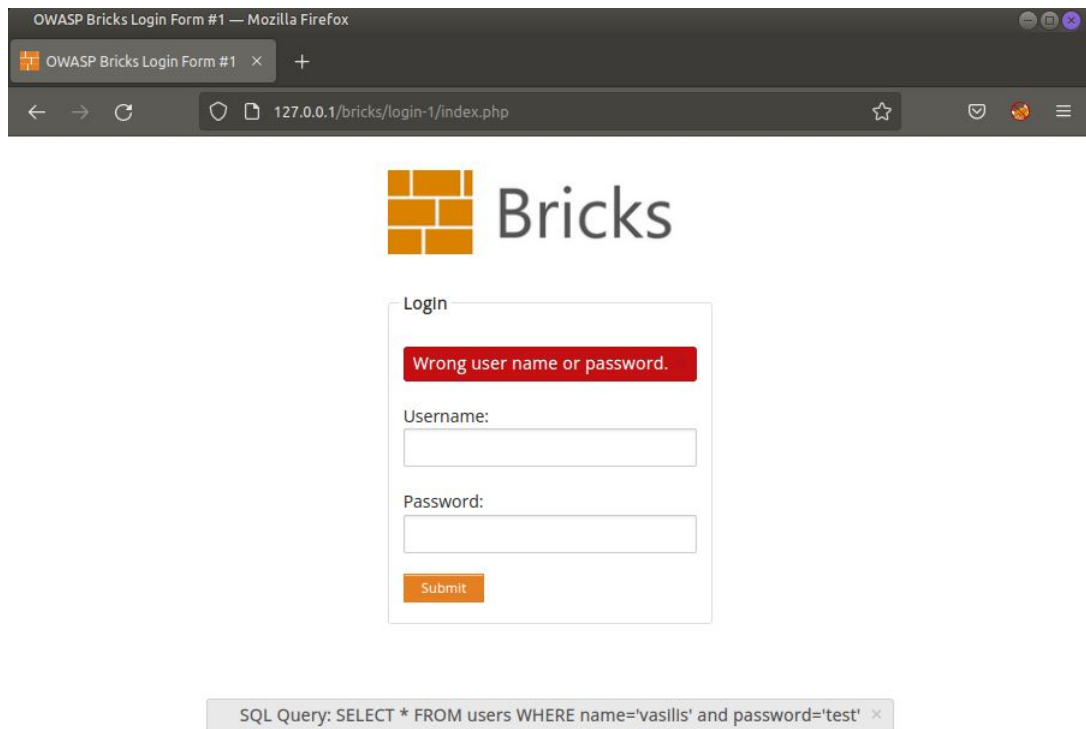 OWASP Bricks Login Form #1 — Mozilla Firefox
OWASP Bricks Login Form #1
127.0.0.1/bricks/login-1/index.php
Bricks
Login
Wrong user name or password.
Username:
Password:
Submit
SQL Query: SELECT * FROM users WHERE name='vasilis' and password='test' ×